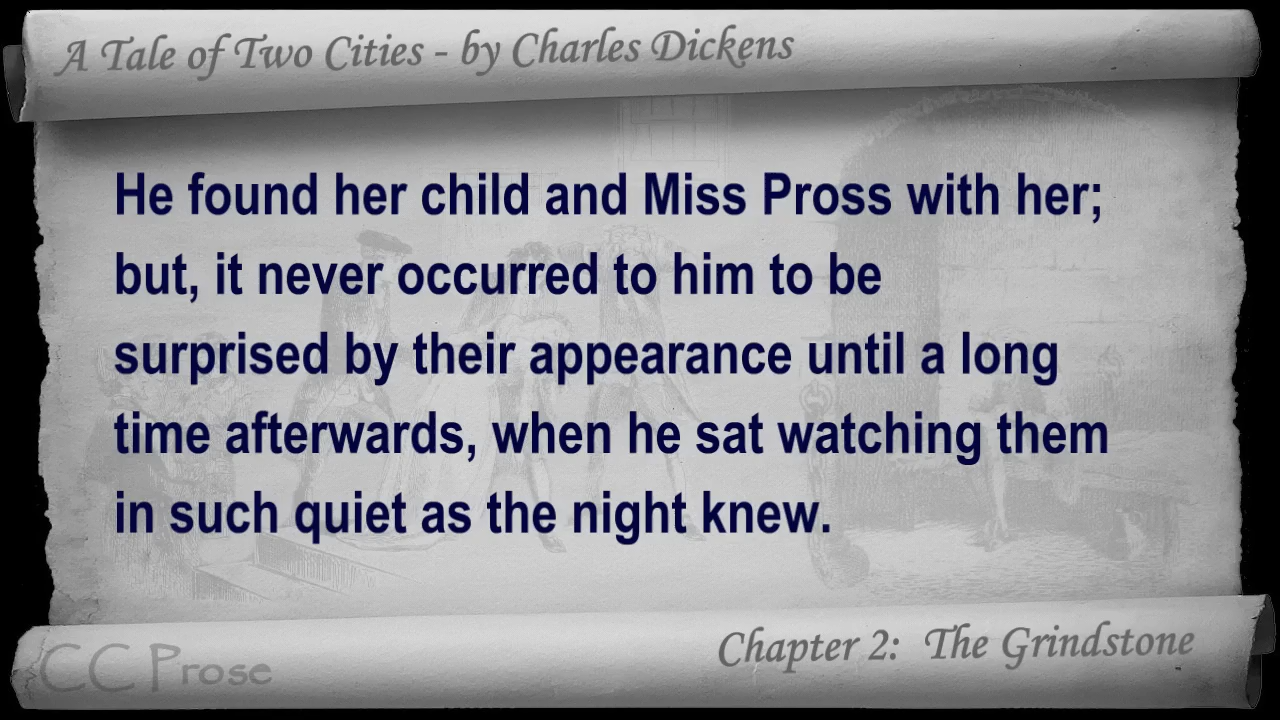 A Tale of Two Cities - by Charles Dickens
He found her child and Miss Pross with her;
but, it never occurred to him to be
surprised by their appearance until a long
time afterwards, when he sat watching them
in such quiet as the night knew.
Chapter 2: The Grindstone
CC Prose